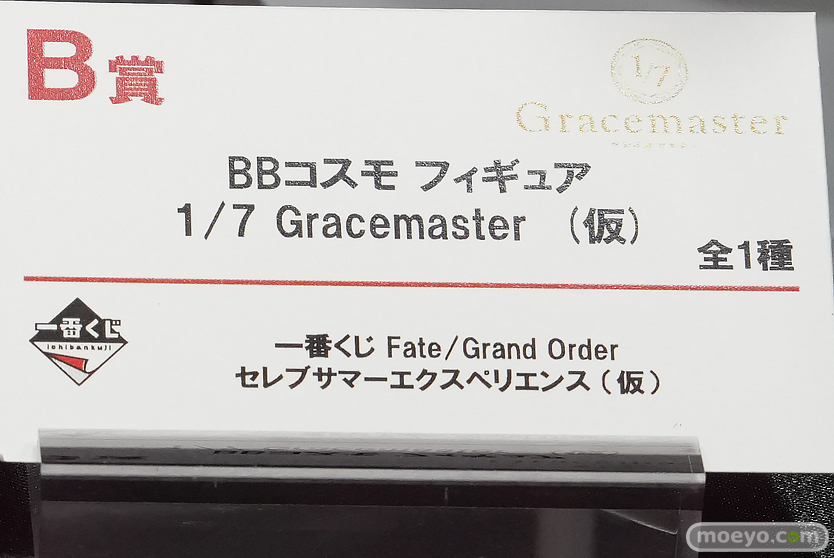 B賞
1/7
Gracemaster
BBコスモ フィギュア
1/7 Gracemaster （仮）
全1種
一番くじ
ichibankuji
一番くじ Fate/Grand Order
セレブサマーエクスペリエンス（仮）
moeyo.com